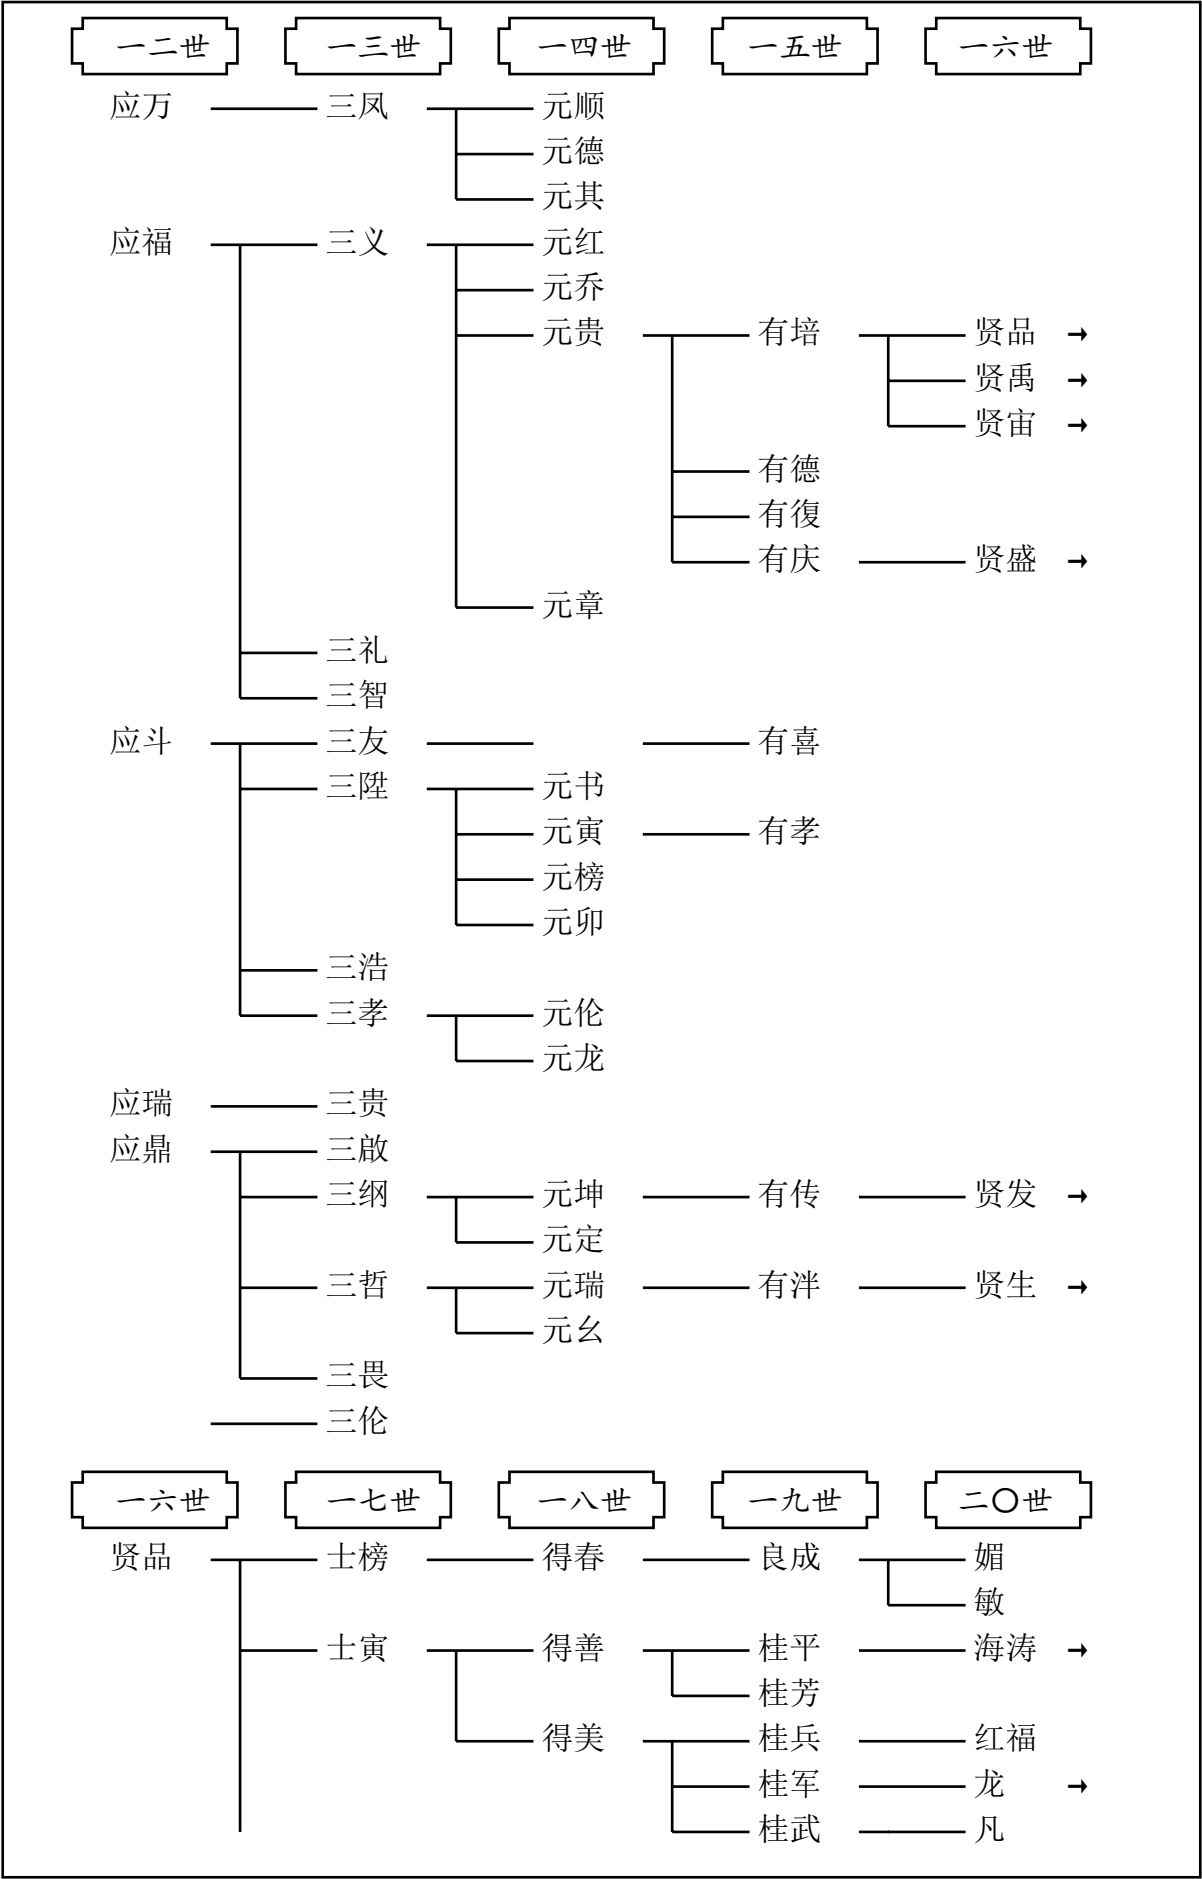 一二世 一三世 一四世 一五世 一六世
应万 三凤 元顺
元德
元其
应福 三义 元红
元乔
元贵 有培 贤品
贤禹
贤宙
有德
有復
有庆 贤盛
元章
三礼
三智
应斗 三友 有喜
三陞 元书
元寅 有孝
元榜
元卯
三浩
三孝 元伦
元龙
应瑞 三贵
应鼎 三啟
三纲 元坤 有传 贤发
元定
三哲 元瑞 有泮 贤生
元幺
三畏
三伦
一六世 一七世 一八世 一九世 二〇世
贤品 士榜 得春 良成 媚
敏
士寅 得善 桂平 海涛
桂芳
得美 桂兵 红福
桂军 龙
桂武 凡